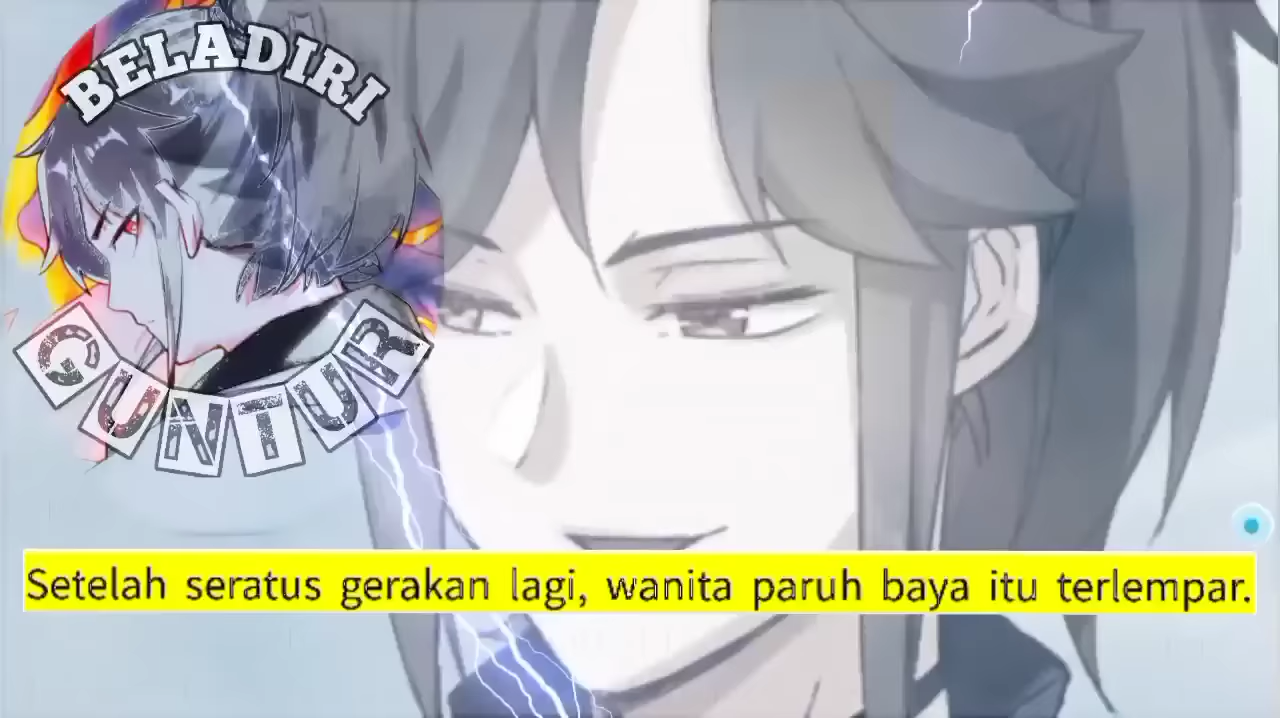 BELADIRI
GUNTUR
Setelah seratus gerakan lagi, wanita paruh baya itu terlempar.